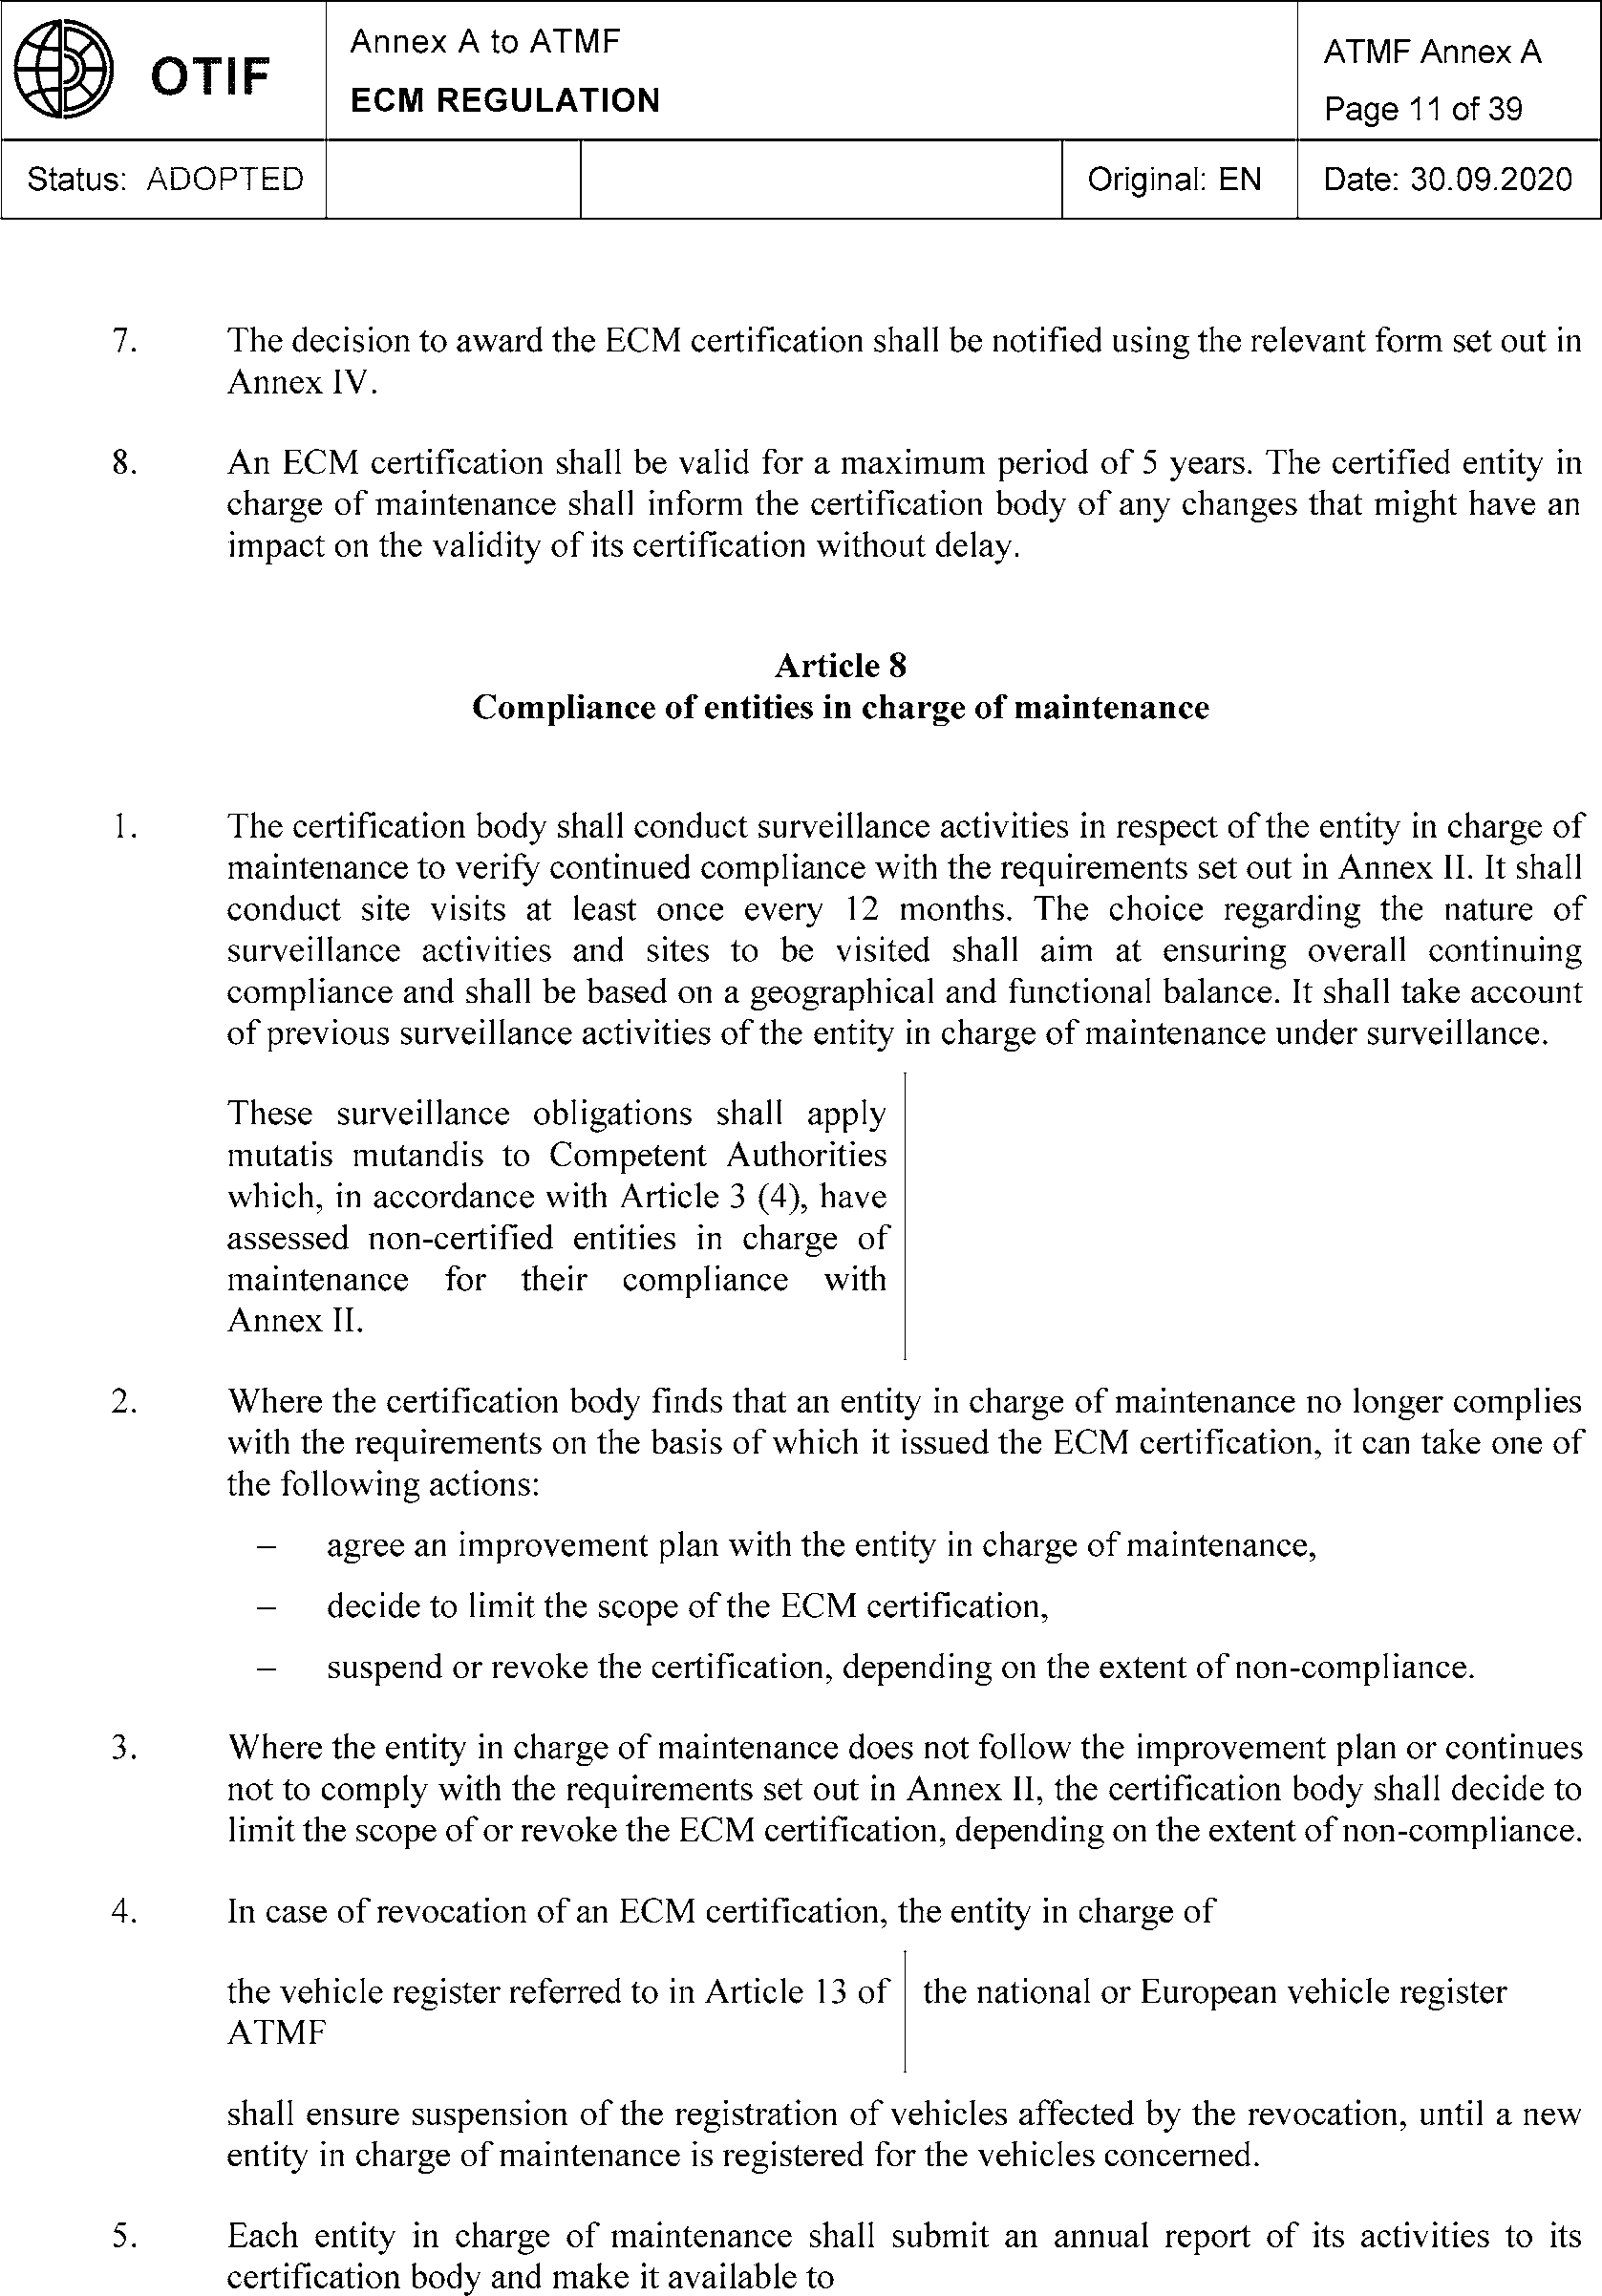 OTIF
Annex A to ATMF
ECM REGULATION
ATMF Annex A
Page 11 of 39
Status: ADOPTED
Original: EN
Date: 30.09.2020
7. The decision to award the ECM certification shall be notified using the relevant form set out in
Annex IV.
8. An ECM certification shall be valid for a maximum period of 5 years. The certified entity in
charge of maintenance shall inform the certification body of any changes that might have an
impact on the validity of its certification without delay.
Article 8
Compliance of entities in charge of maintenance
1. The certification body shall conduct surveillance activities in respect of the entity in charge of
maintenance to verify continued compliance with the requirements set out in Annex II. It shall
conduct site visits at least once every 12 months. The choice regarding the nature of
surveillance activities and sites to be visited shall aim at ensuring overall continuing
compliance and shall be based on a geographical and functional balance. It shall take account
of previous surveillance activities of the entity in charge of maintenance under surveillance.
These surveillance obligations shall apply
mutatis mutandis to Competent Authorities
which, in accordance with Article 3 (4), have
assessed non-certified entities in charge of
maintenance for their compliance with
Annex II.
2. Where the certification body finds that an entity in charge of maintenance no longer complies
with the requirements on the basis of which it issued the ECM certification, it can take one of
the following actions:
– agree an improvement plan with the entity in charge of maintenance,
– decide to limit the scope of the ECM certification,
– suspend or revoke the certification, depending on the extent of non-compliance.
3. Where the entity in charge of maintenance does not follow the improvement plan or continues
not to comply with the requirements set out in Annex II, the certification body shall decide to
limit the scope of or revoke the ECM certification, depending on the extent of non-compliance.
4. In case of revocation of an ECM certification, the entity in charge of
the vehicle register referred to in Article 13 of
ATMF
the national or European vehicle register
shall ensure suspension of the registration of vehicles affected by the revocation, until a new
entity in charge of maintenance is registered for the vehicles concerned.
5. Each entity in charge of maintenance shall submit an annual report of its activities to its
certification body and make it available to